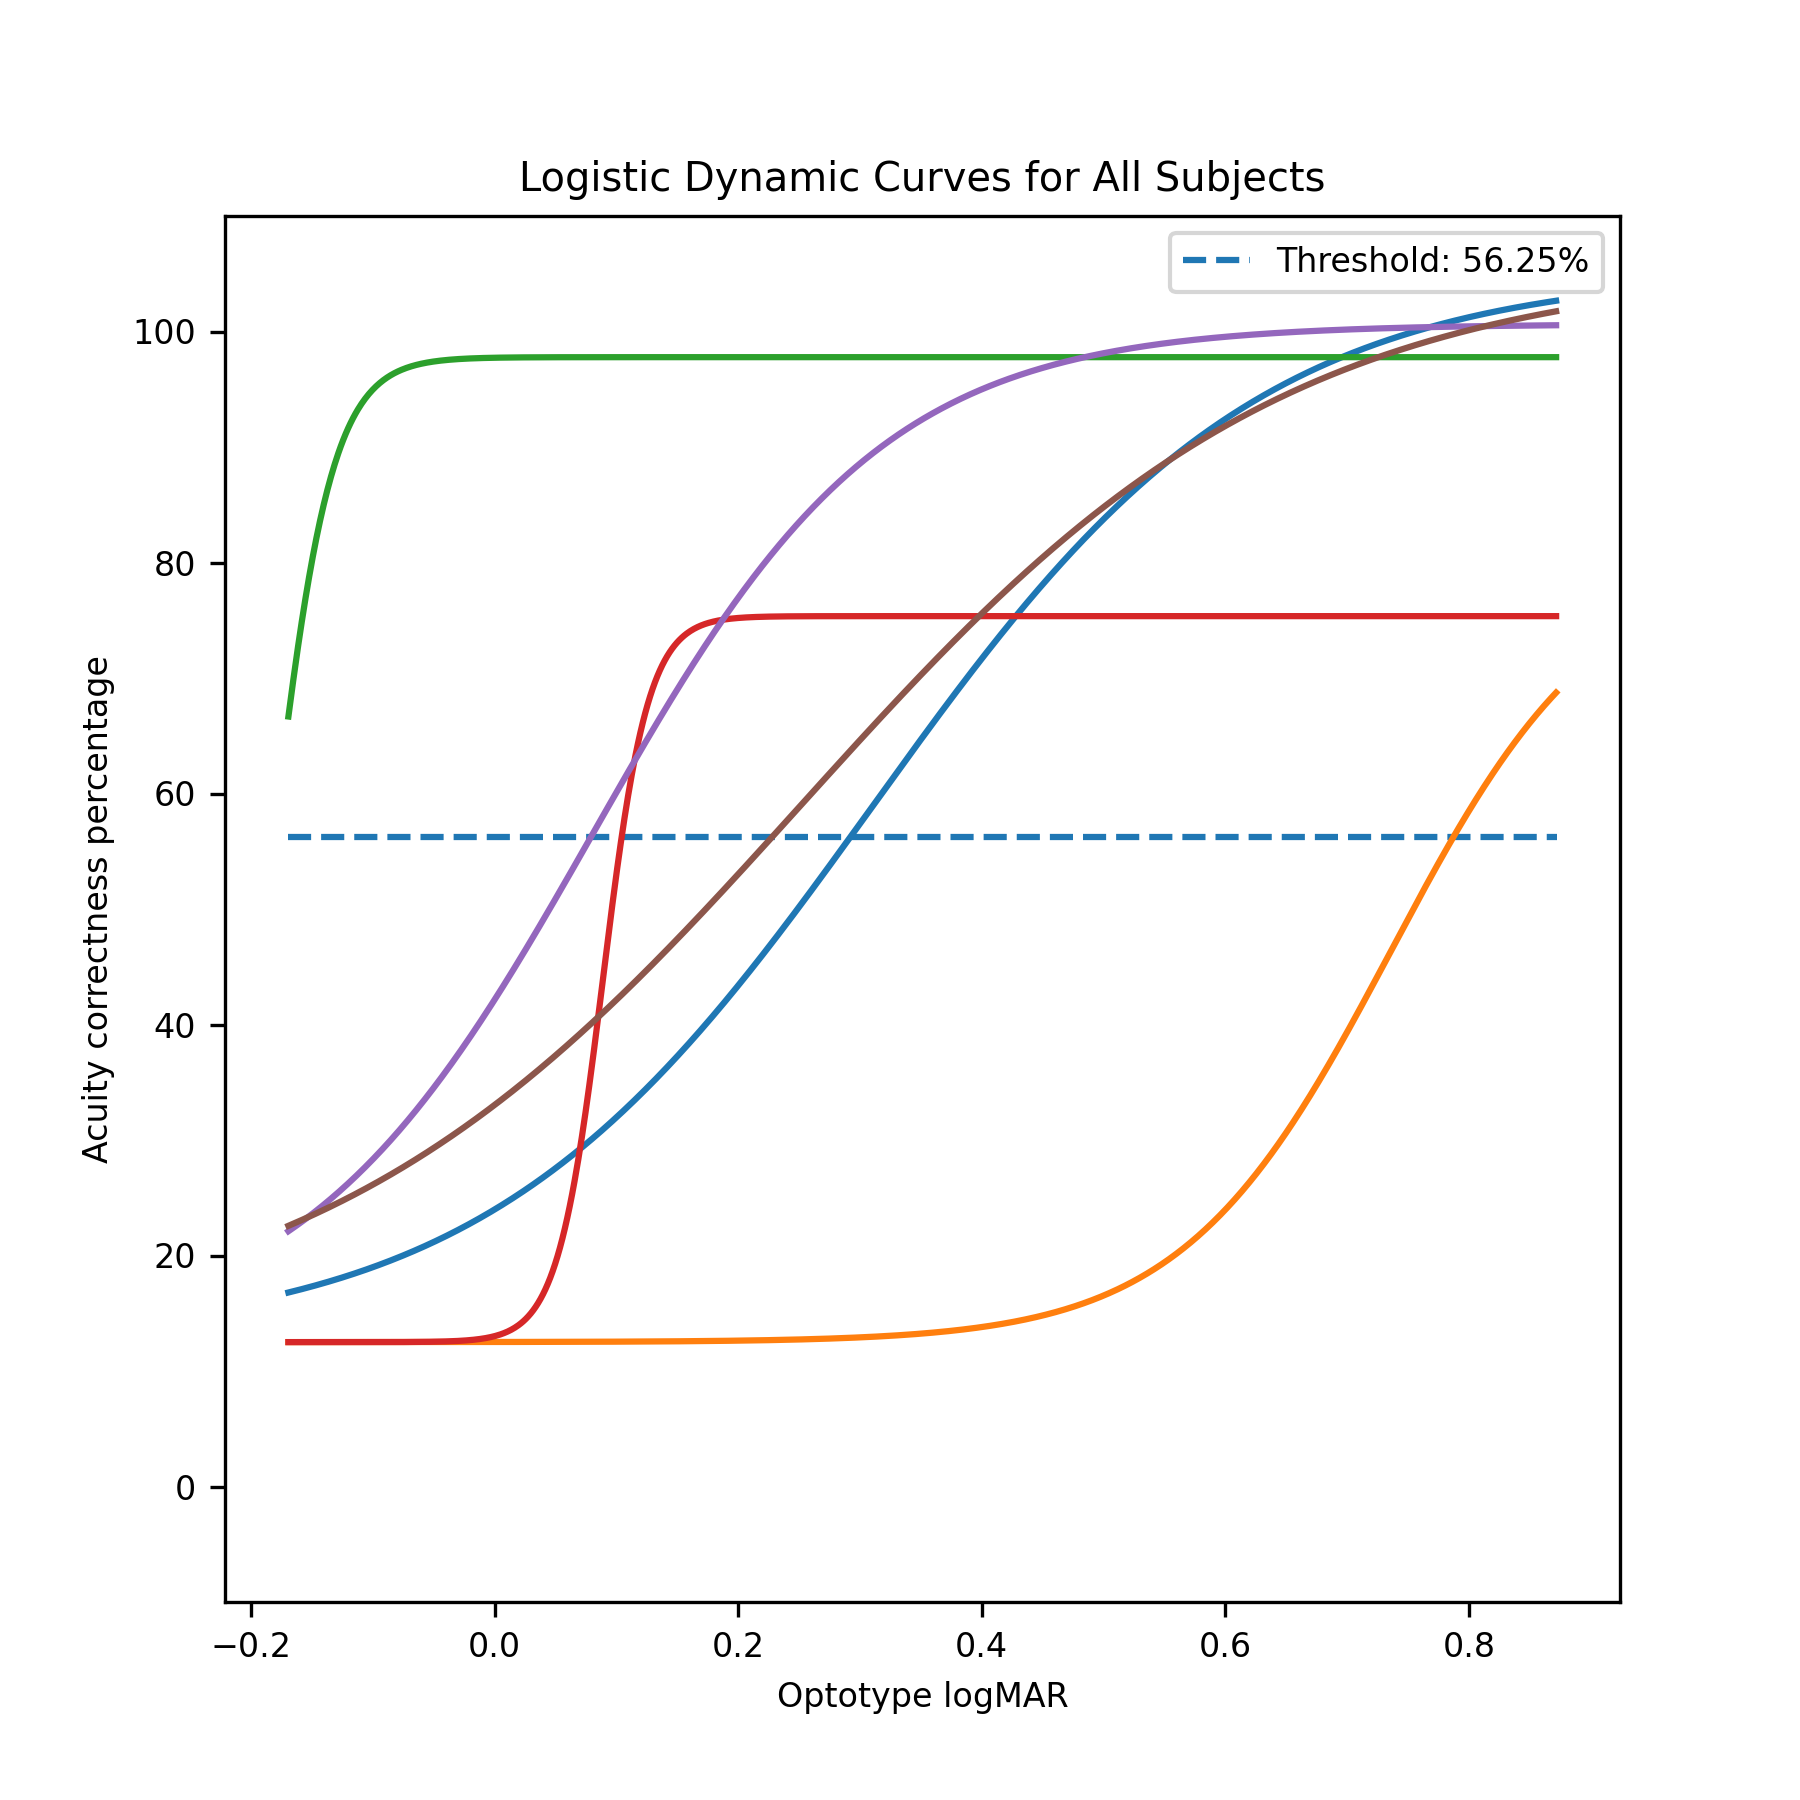 Logistic Dynamic Curves for All Subjects
Threshold: 56.25%
100
80
60
40
20
0
Acuity correctness percentage
−0.2 0.0 0.2 0.4 0.6 0.8
Optotype logMAR